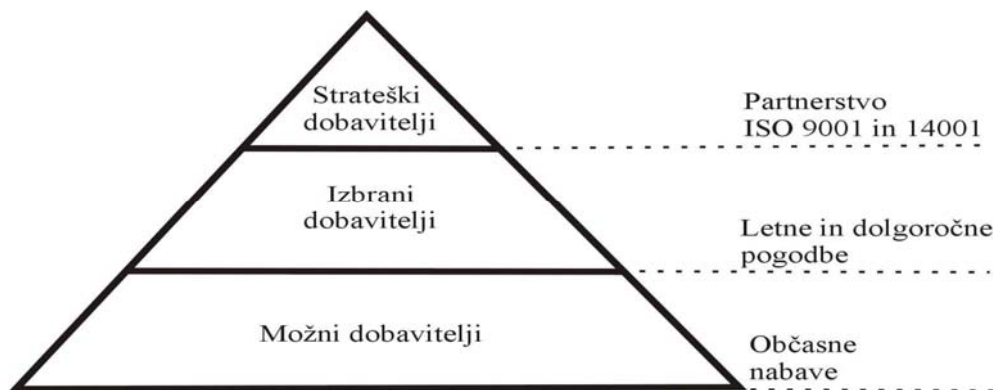 Strateški
dobavitelji
Partnerstvo
ISO 9001 in 14001
Izbrani
dobavitelji
Letne in dolgoročne
pogodbe
Možni dobavitelji
Občasne
nabave